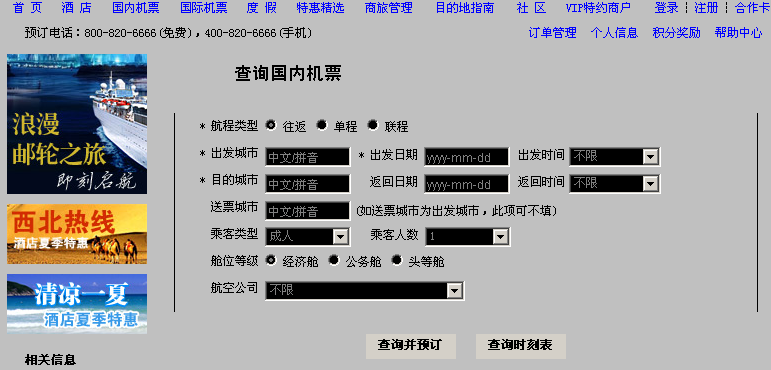 首 页 酒 店 国内机票 国际机票 度 假 特惠精选 商旅管理 目的地指南 社 区 VIP特约商户 登录 | 注册 | 合作卡
预订电话：800-820-6666(免费)，400-820-6666(手机) 订单管理 个人信息 积分奖励 帮助中心
查询国内机票
浪漫
邮轮之旅
即刻启航
西北热线
酒店夏季特惠
清凉一夏
酒店夏季特惠
相关信息
* 航程类型 往返 单程 联程
* 出发城市 中文/拼音 * 出发日期 yyyy-mm-dd 出发时间 不限
* 目的城市 中文/拼音 返回日期 yyyy-mm-dd 返回时间 不限
送票城市 中文/拼音 (如送票城市为出发城市，此项可不填)
乘客类型 成人 乘客人数 1
舱位等级 经济舱 公务舱 头等舱
航空公司 不限
查询并预订 查询时刻表